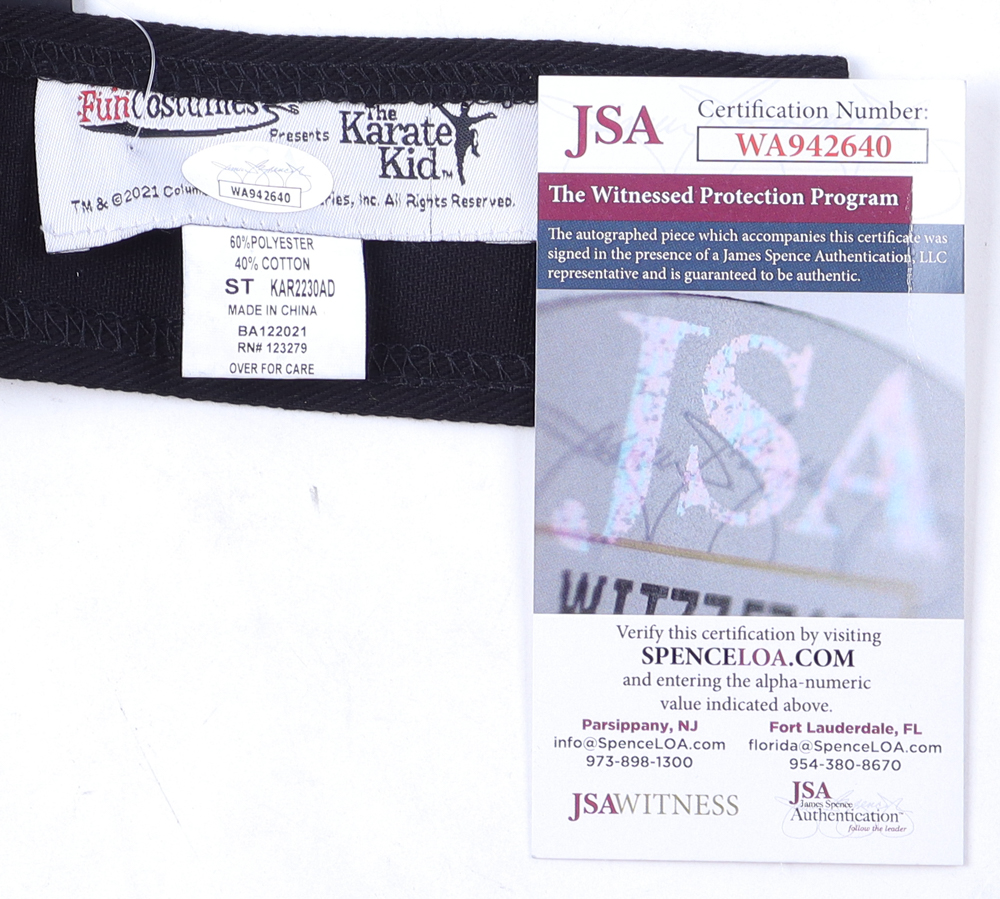 FunCostumes
Presents
The
Karate
Kid™
WA942640
TM & ©2021 Colum ries, Inc. All Rights Reserved.
60%POLYESTER
40% COTTON
ST KAR2230AD
MADE IN CHINA
BA122021
RN# 123279
OVER FOR CARE
JSA
Certification Number:
WA942640
The Witnessed Protection Program
The autographed piece which accompanies this certificate was
signed in the presence of a James Spence Authentication, LLC
representative and is guaranteed to be authentic.
JSA
Verify this certification by visiting
SPENCELOA.COM
and entering the alpha-numeric
value indicated above.
Parsippany, NJ
info@SpenceLOA.com
973-898-1300
Fort Lauderdale, FL
florida@SpenceLOA.com
954-380-8670
JSAWITNESS
JSA
James Spence
Authentication™
follow the leader